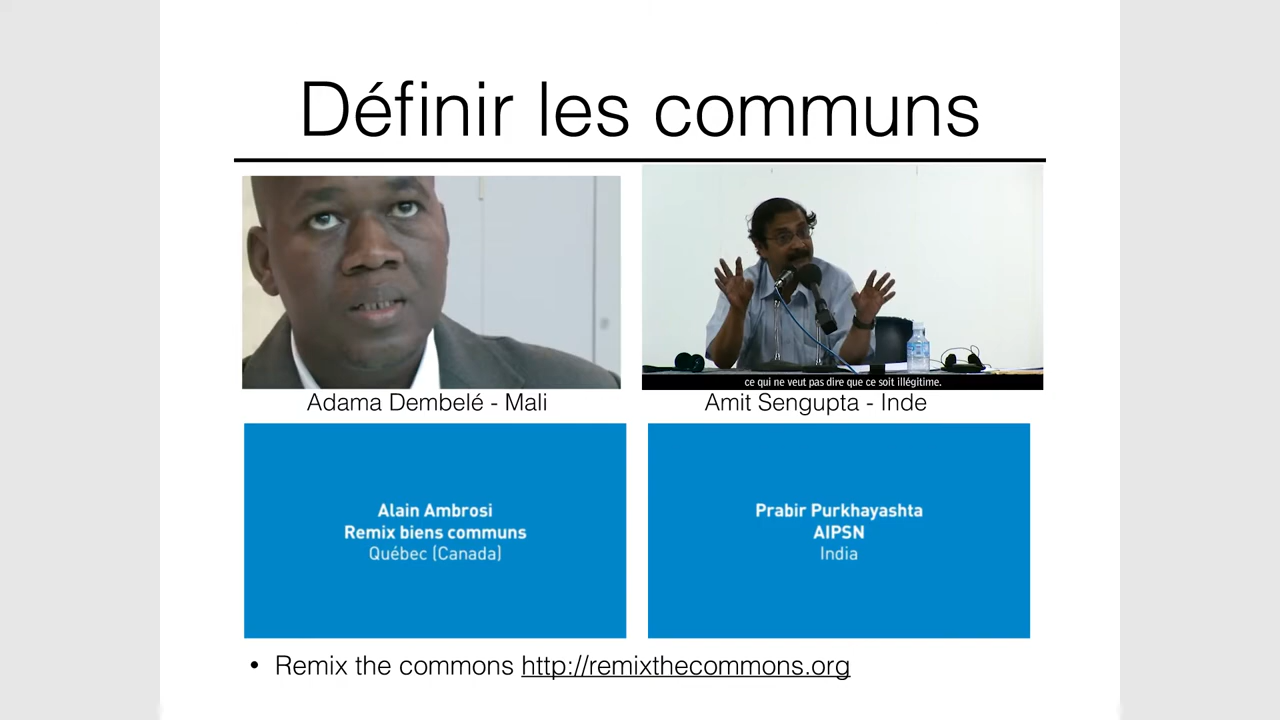 Définir les communs
ce qui ne veut pas dire que ce soit illégitime.
Adama Dembelé - Mali
Amit Sengupta - Inde
Alain Ambrosi
Remix biens communs
Québec (Canada)
Prabir Purkhayashta
AIPSN
India
• Remix the commons http://remixthecommons.org